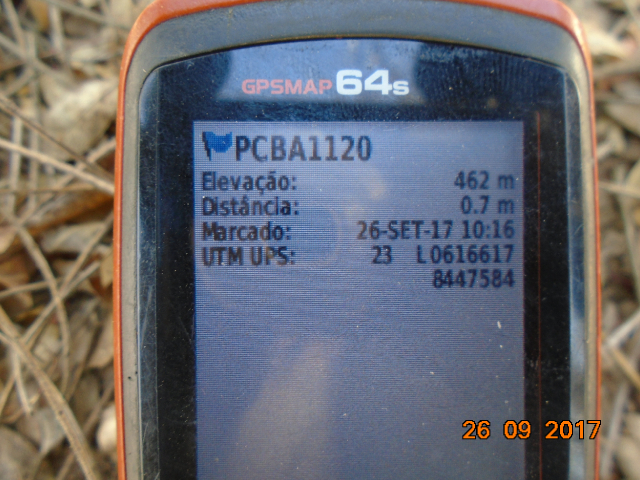 GPSMAP 64s
PCBA1120
Elevação: 462 m
Distância: 0.7 m
Marcado: 26-SET-17 10:16
UTM UPS: 23 L0616617
8447584
26 09 2017